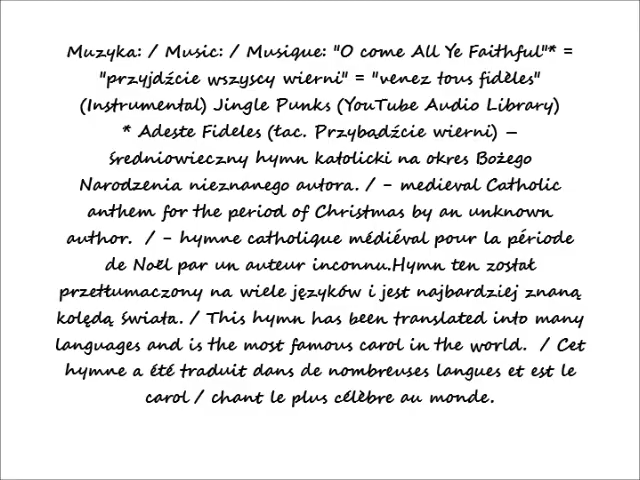 Muzyka: / Music: / Musique: "O come All Ye Faithful"* =
"przyjdźcie wszyscy wierni" = "venez tous fidèles"
(Instrumental) Jingle Punks (YouTube Audio Library)
* Adeste Fideles (łac. Przybądźcie wierni) –
średniowieczny hymn katolicki na okres Bożego
Narodzenia nieznanego autora. / - medieval Catholic
anthem for the period of Christmas by an unknown
author.  / - hymne catholique médiéval pour la période
de Noël par un auteur inconnu.Hymn ten został
przetłumaczony na wiele języków i jest najbardziej znaną
kolędą świata. / This hymn has been translated into many
languages and is the most famous carol in the world.  / Cet
hymne a été traduit dans de nombreuses langues et est le
carol / chant le plus célèbre au monde.